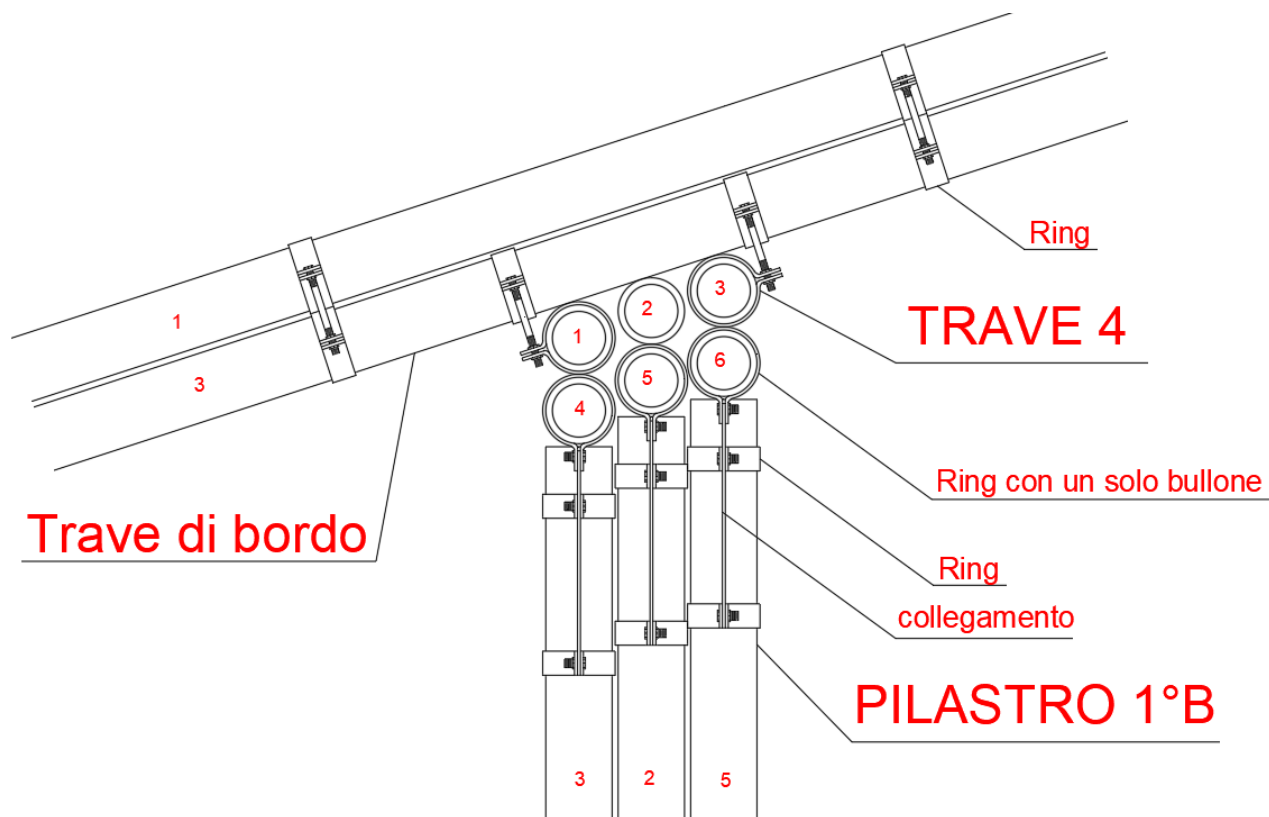 Ring
1
3
2
3
1
TRAVE 4
6
5
4
Ring con un solo bullone
Trave di bordo
Ring
collegamento
PILASTRO 1°B
3
2
5